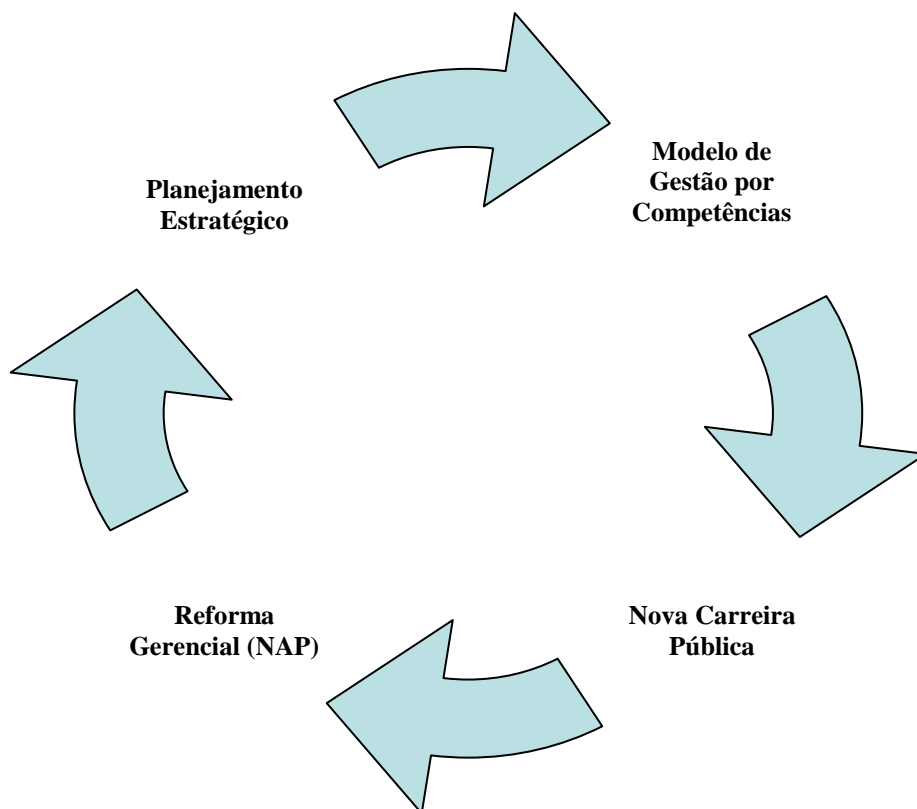 Planejamento
Estratégico
Modelo de
Gestão por
Competências
Nova Carreira
Pública
Reforma
Gerencial (NAP)